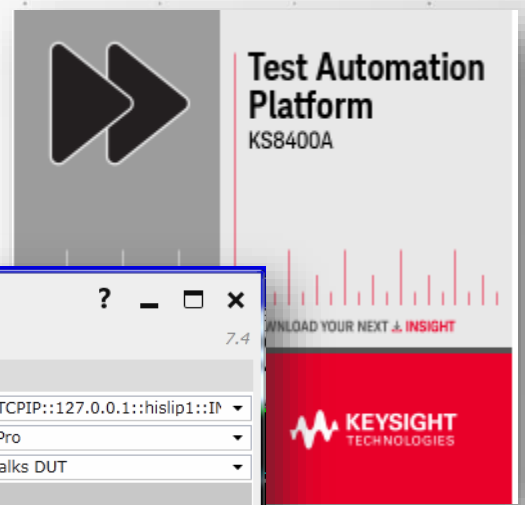 Test Automation
Platform
KS8400A
WNLOAD YOUR NEXT INSIGHT
KEYSIGHT
TECHNOLOGIES
?
7.4
TCPIP::127.0.0.1::hislip1::IN
Pro
alks DUT